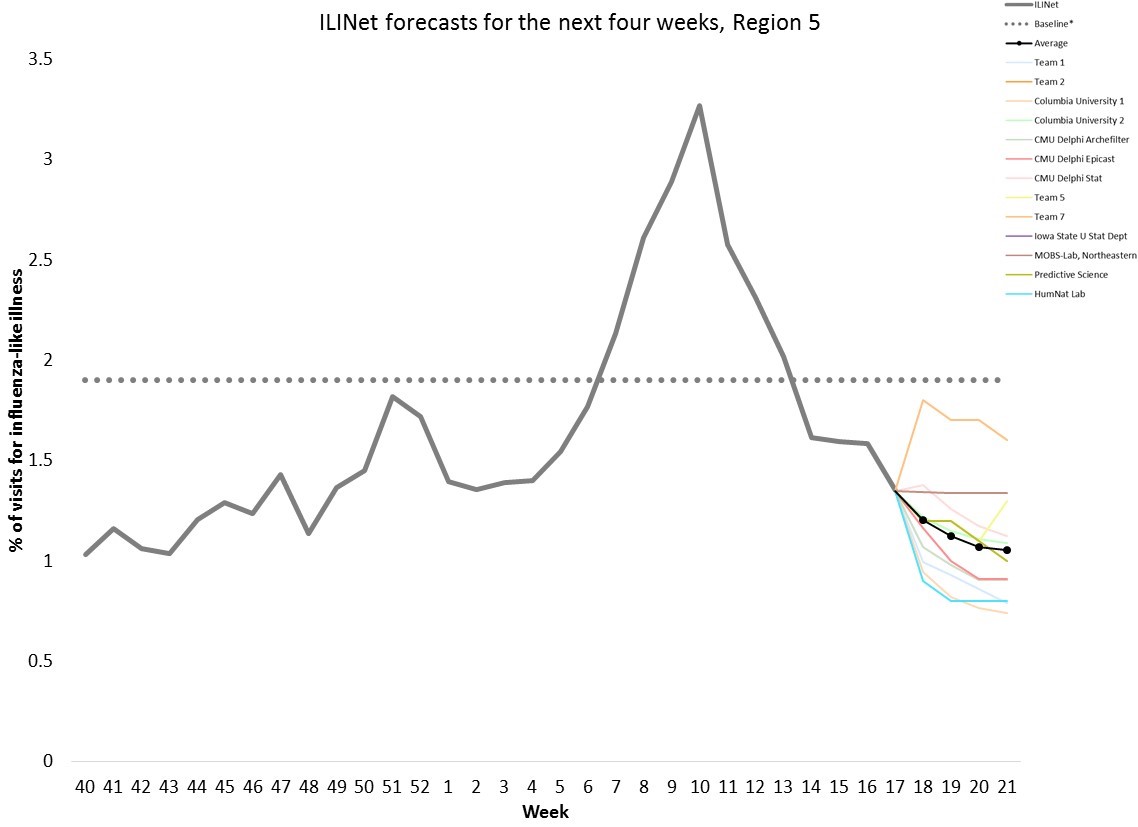 ILINet forecasts for the next four weeks, Region 5
ILINet
Baseline*
Average
Team 1
Team 2
Columbia University 1
Columbia University 2
CMU Delphi Archefilter
CMU Delphi Epicast
CMU Delphi Stat
Team 5
Team 7
Iowa State U Stat Dept
MOBS-Lab, Northeastern
Predictive Science
HumNat Lab
% of visits for influenza-like illness
3.5
3
2.5
2
1.5
1
0.5
0
40 41 42 43 44 45 46 47 48 49 50 51 52 1 2 3 4 5 6 7 8 9 10 11 12 13 14 15 16 17 18 19 20 21
Week